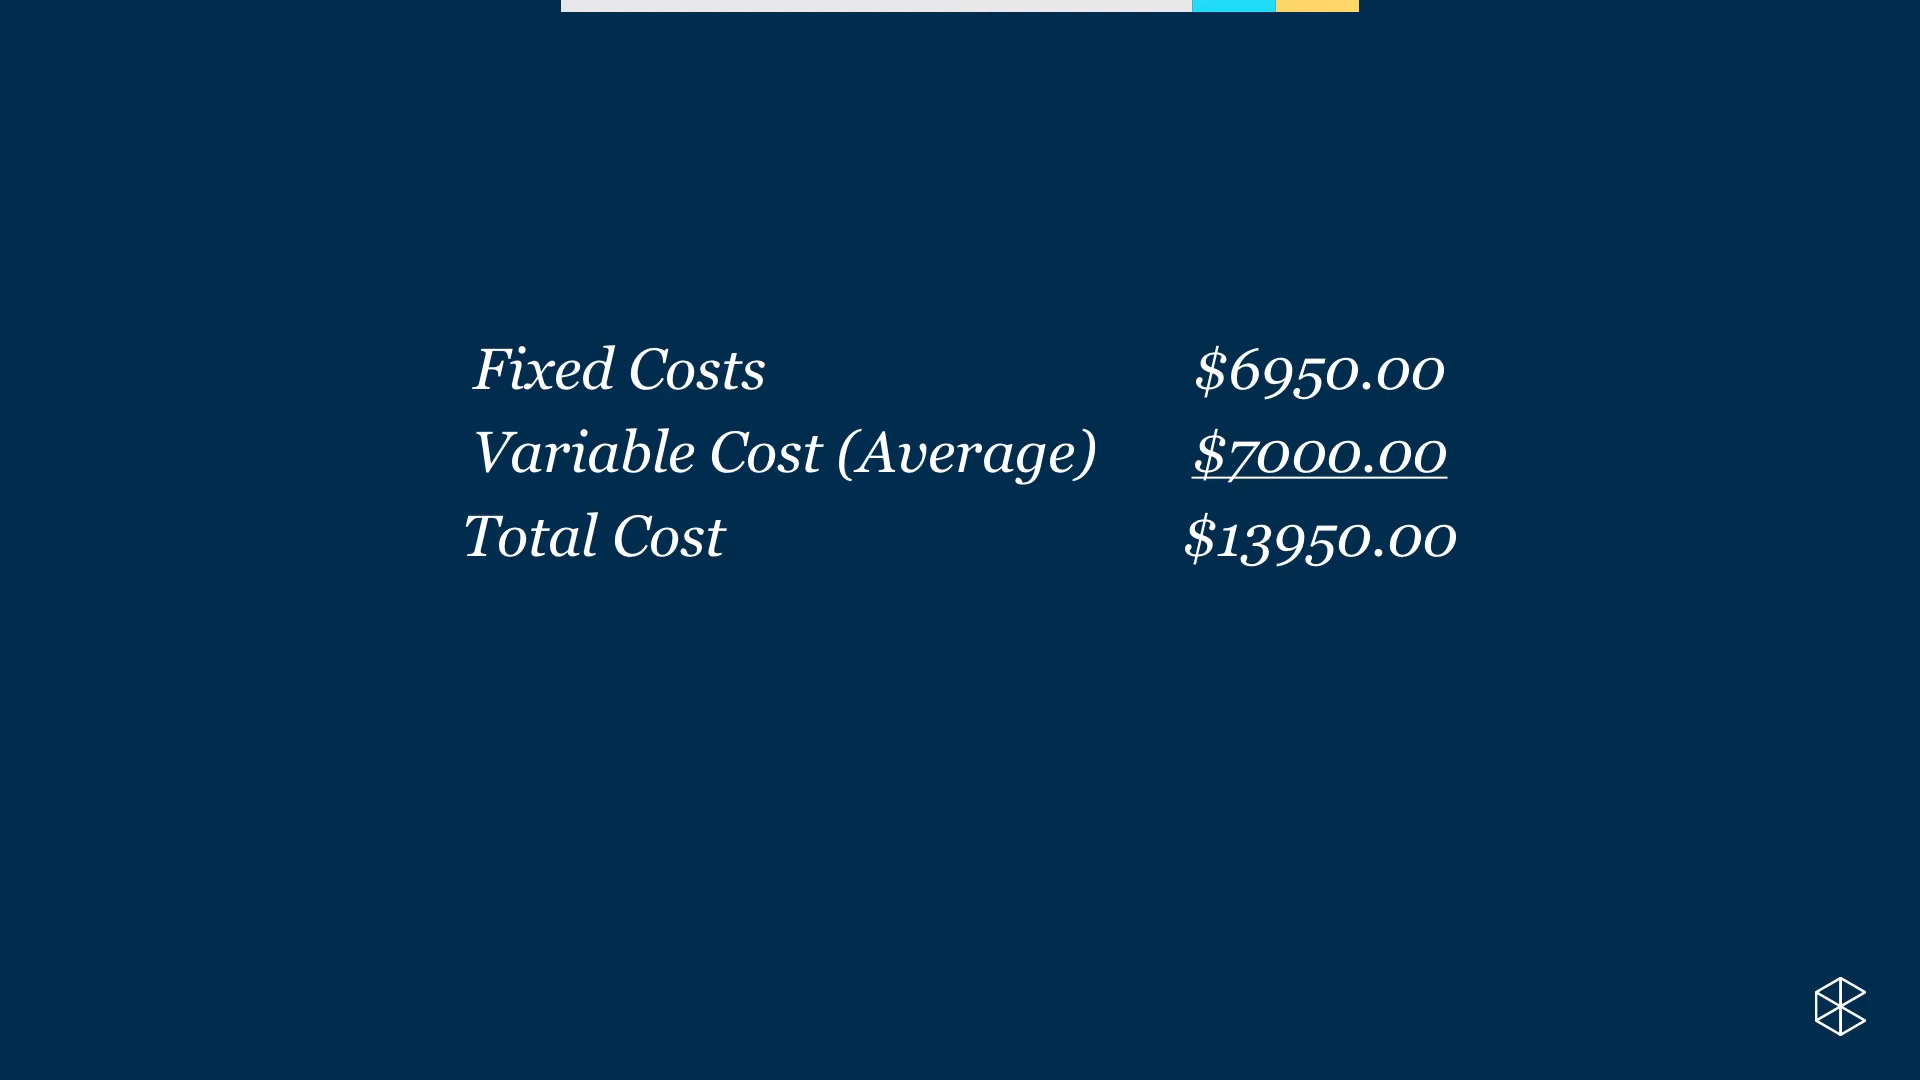 Fixed Costs $6950.00
Variable Cost (Average) $7000.00
Total Cost $13950.00